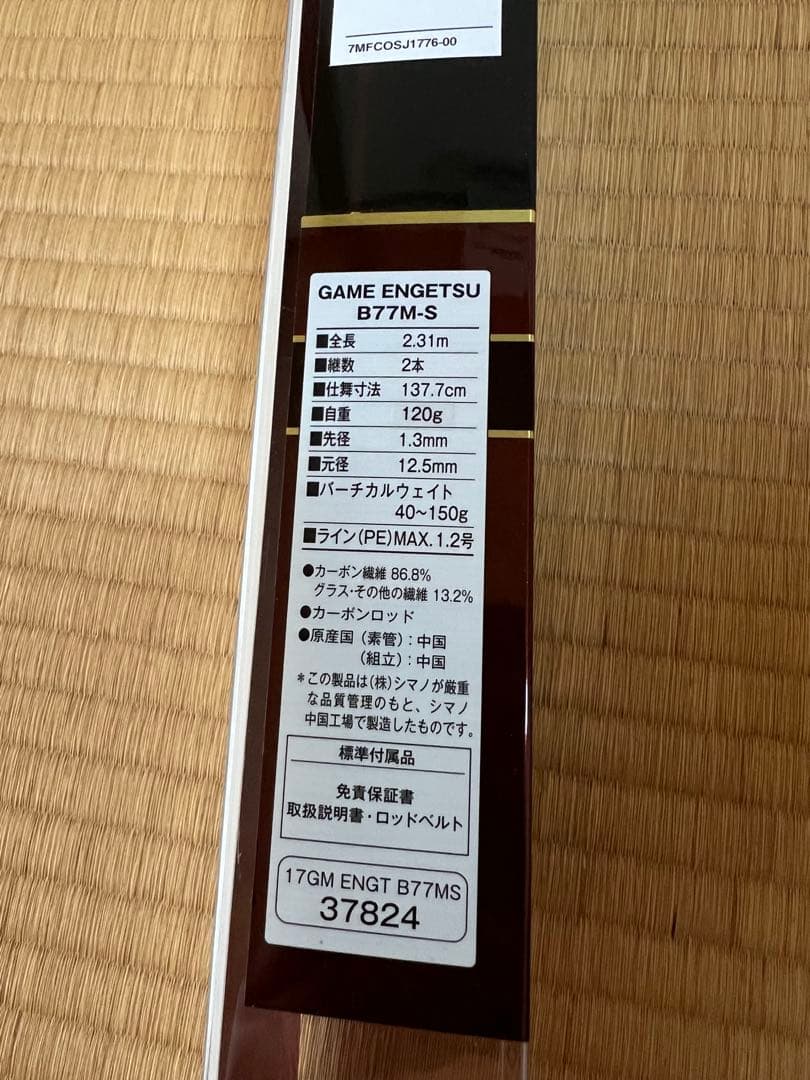 7MFCOSJ1776-00
GAME ENGETSU
B77M-S
■全長 2.31m
■継数 2本
■仕舞寸法 137.7cm
■自重 120g
■先径 1.3mm
■元径 12.5mm
■バーチカルウェイト
40~150g
■ライン(PE)MAX.1.2号
●カーボン繊維 86.8%
グラス・その他の繊維 13.2%
●カーボンロッド
●原産国(素管):中国
(組立):中国
*この製品は(株)シマノが厳重
な品質管理のもと、シマノ
中国工場で製造したものです。
標準付属品
免責保証書
取扱説明書・ロッドベルト
17GM ENGT B77MS
37824